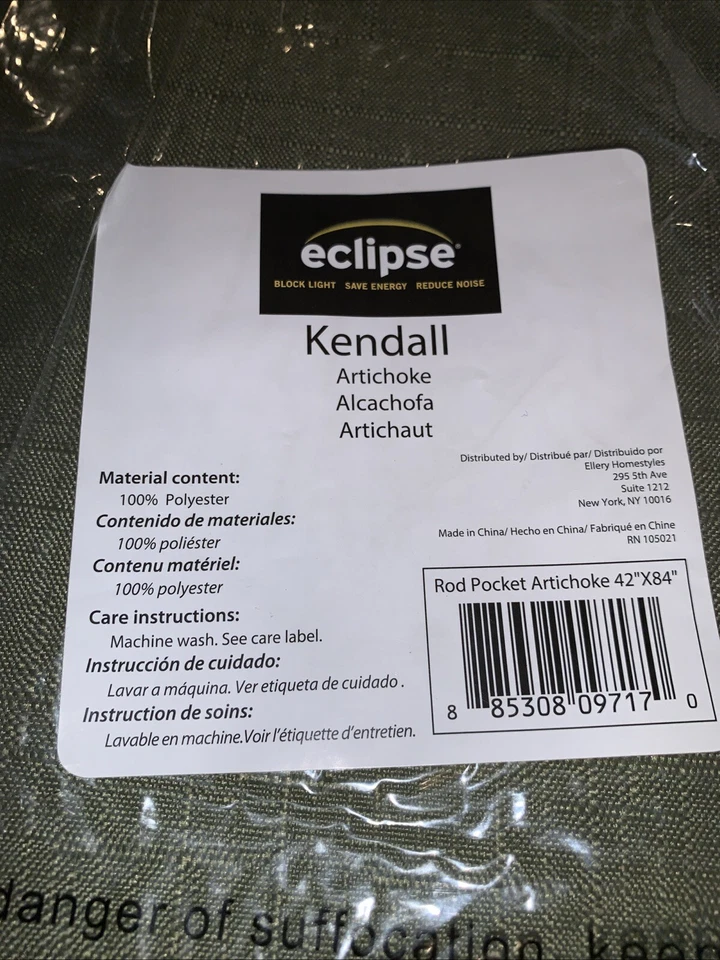 eclipse®
BLOCK LIGHT SAVE ENERGY REDUCE NOISE
Kendall
Artichoke
Alcachofa
Artichaut
Distributed by/ Distribué par/ Distribuido por
Ellery Homestyles
295 5th Ave
Suite 1212
New York, NY 10016
Made in China/ Hecho en China/ Fabriqué en Chine
RN 105021
Material content:
100% Polyester
Contenido de materiales:
100% poliéster
Contenu matériel:
100% polyester
Care instructions:
Machine wash. See care label.
Instrucción de cuidado:
Lavar a máquina. Ver etiqueta de cuidado .
Instruction de soins:
Lavable en machine.Voir l'étiquette d'entretien.
Rod Pocket Artichoke 42"X84"
8 85308 09717 0
danger of suffocation, keep